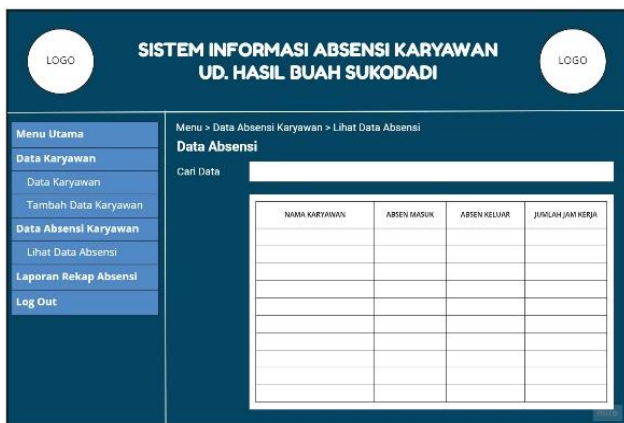 LOGO
SISTEM INFORMASI ABSENSI KARYAWAN
UD. HASIL BUAH SUKODADI
LOGO
Menu Utama
Data Karyawan
Data Karyawan
Tambah Data Karyawan
Data Absensi Karyawan
Lihat Data Absensi
Laporan Rekap Absensi
Log Out
Menu > Data Absensi Karyawan > Lihat Data Absensi
Data Absensi
Cari Data
NAMA KARYAWAN ABSEN MASUK ABSEN KELUAR JUMLAH JAM KERJA
miro